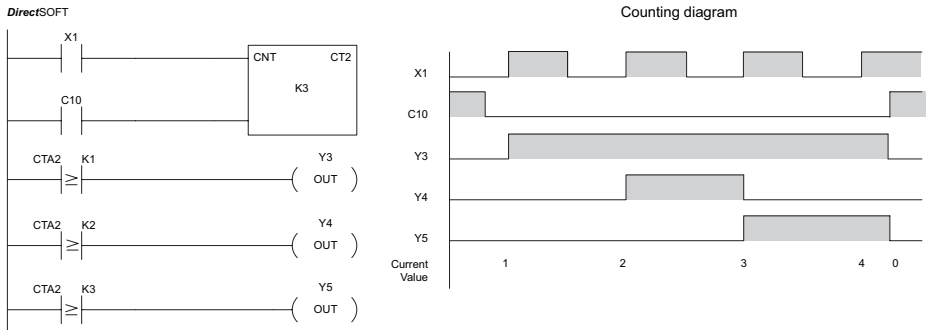 DirectSOFT
X1
CNT CT2
K3
C10
CTA2 K1 Y3
≥ OUT
CTA2 K2 Y4
≥ OUT
CTA2 K3 Y5
≥ OUT
Counting diagram
X1
C10
Y3
Y4
Y5
Current 1 2 3 4 0
Value